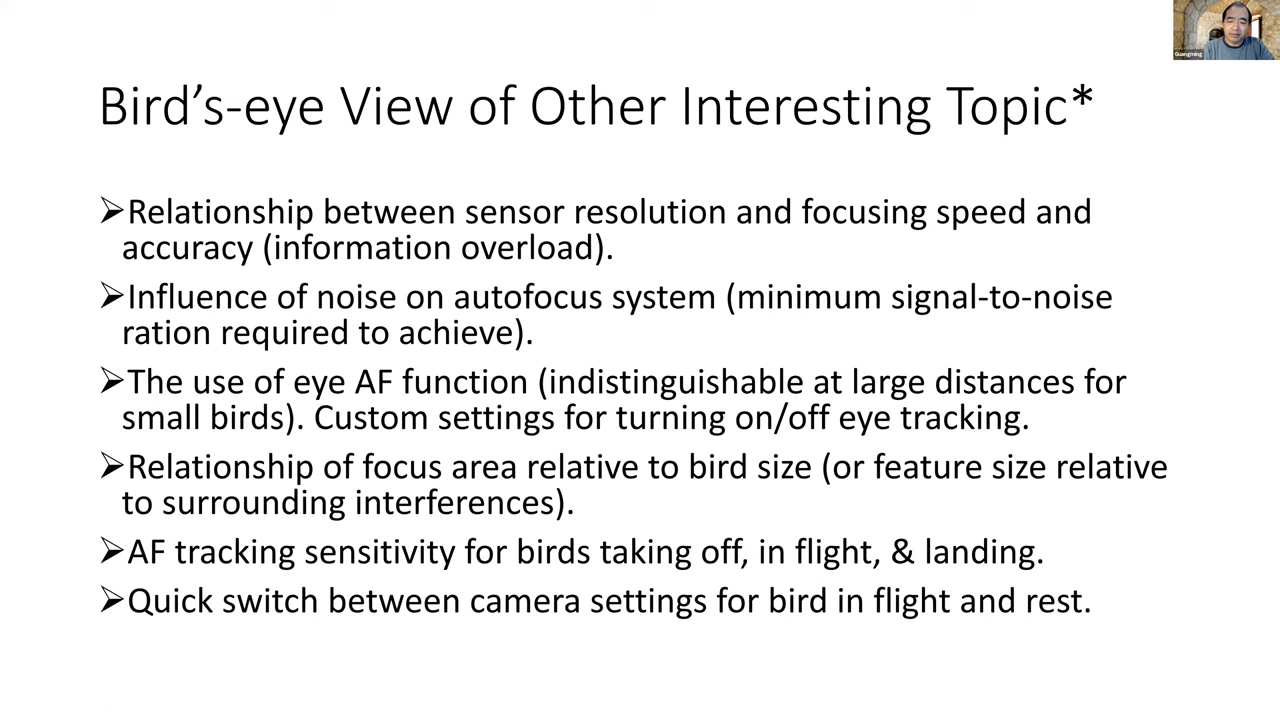 Guangming
Bird’s-eye View of Other Interesting Topic*
➢Relationship between sensor resolution and focusing speed and
accuracy (information overload).
➢Influence of noise on autofocus system (minimum signal-to-noise
ration required to achieve).
➢The use of eye AF function (indistinguishable at large distances for
small birds). Custom settings for turning on/off eye tracking.
➢Relationship of focus area relative to bird size (or feature size relative
to surrounding interferences).
➢AF tracking sensitivity for birds taking off, in flight, & landing.
➢Quick switch between camera settings for bird in flight and rest.